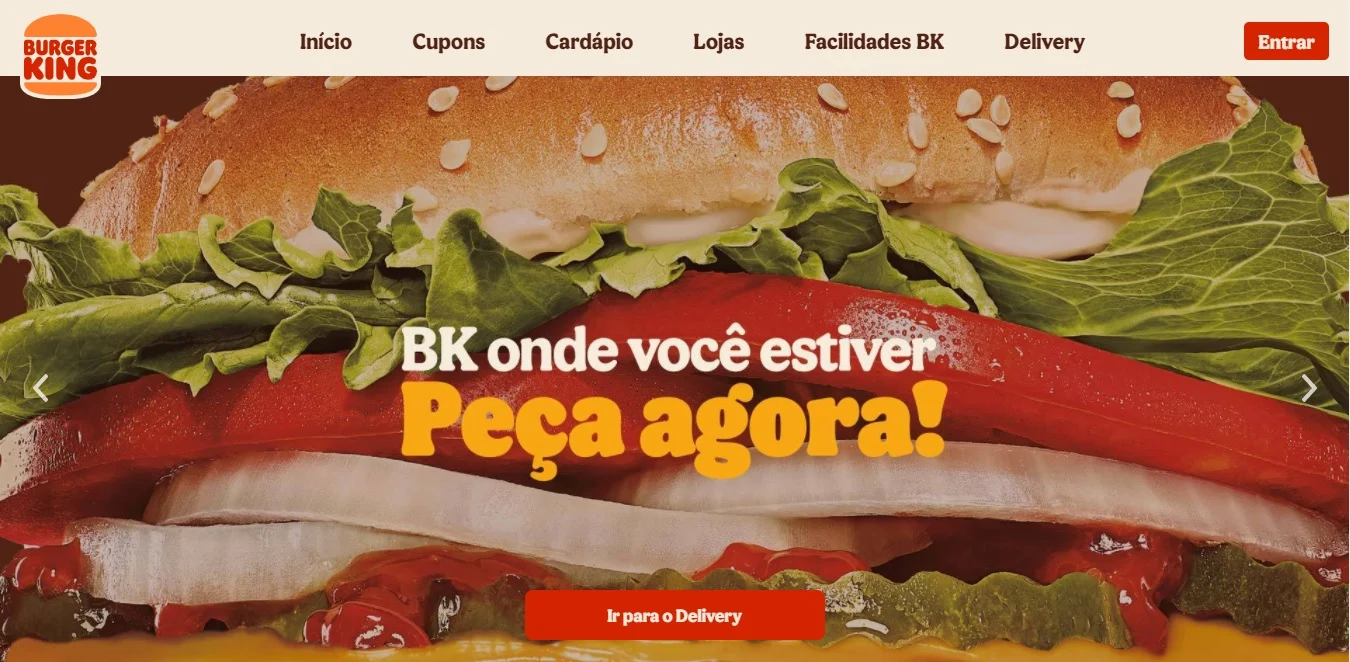 BURGER
KING
Início
Cupons
Cardápio
Lojas
Facilidades BK
Delivery
Entrar
BK onde você estiver
Peça agora!
Ir para o Delivery